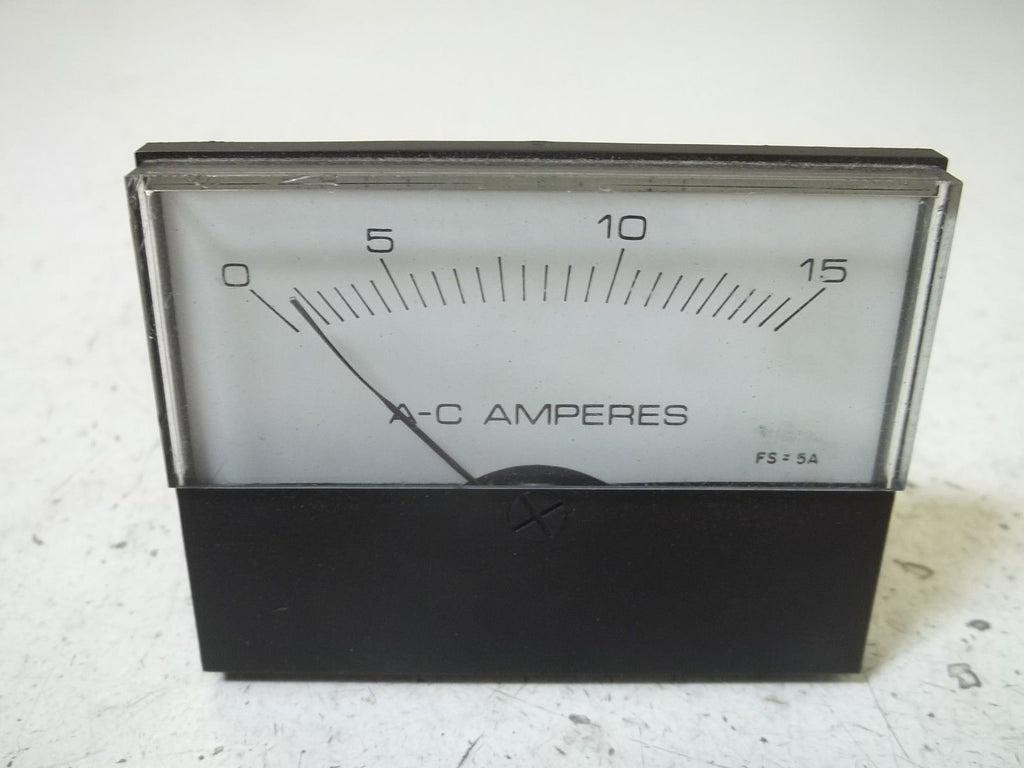 0 5 10 15
A-C AMPERES
FS = 5A